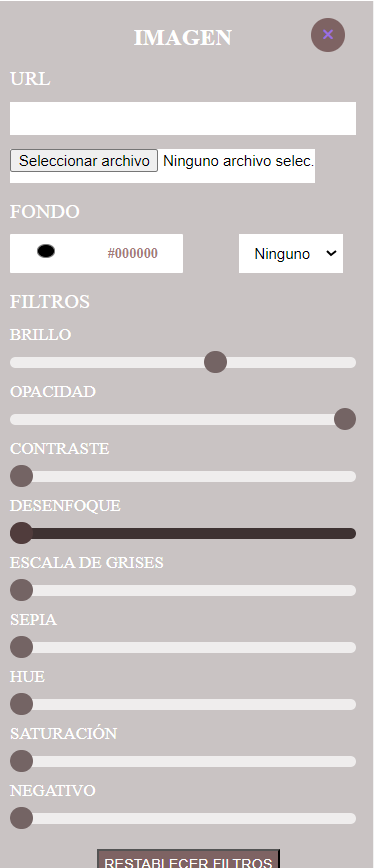 IMAGEN
×
URL
Seleccionar archivo Ninguno archivo selec.
FONDO
#000000 Ninguno
FILTROS
BRILLO
OPACIDAD
CONTRASTE
DESENFOQUE
ESCALA DE GRISES
SEPIA
HUE
SATURACIÓN
NEGATIVO
RESTABLECER FILTROS